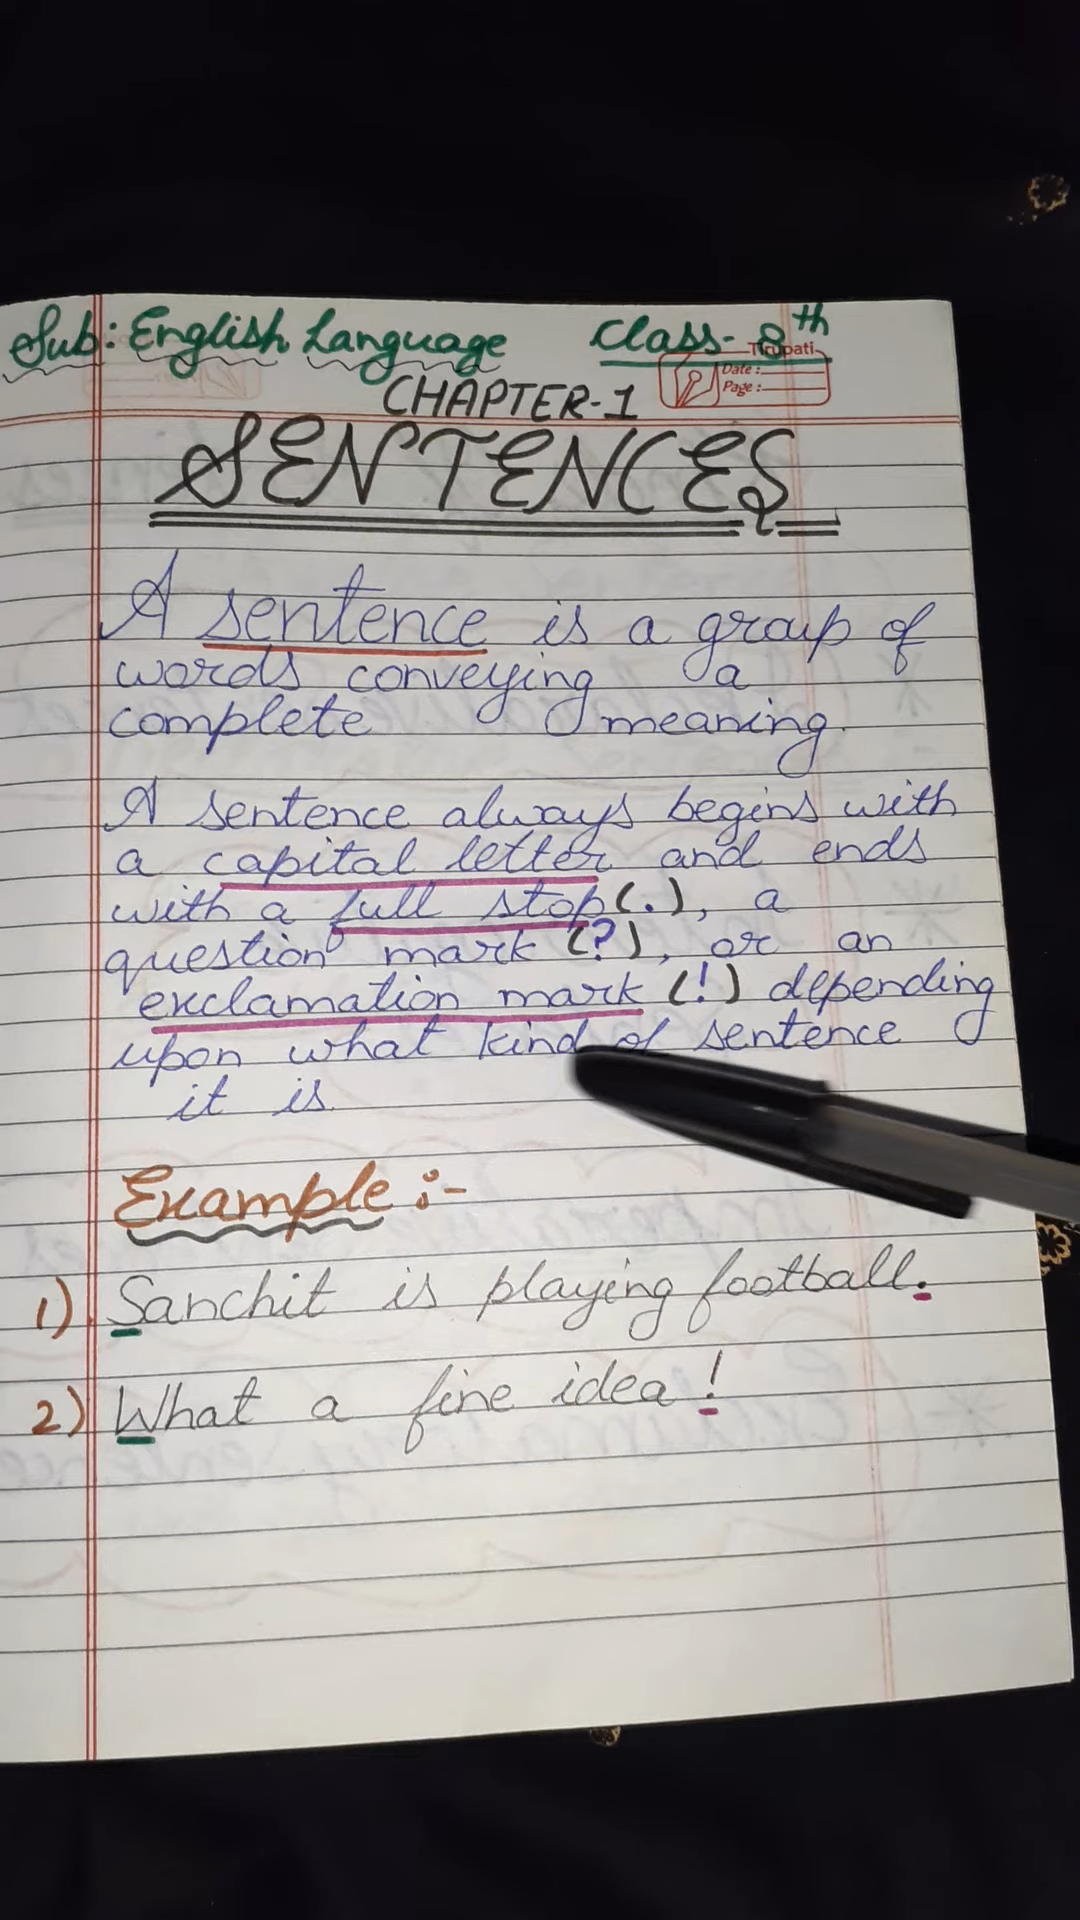 Sub: English Language Class- 8th
Tirupati
Date :
Page :
CHAPTER-1
SENTENCES
A sentence is a group of
words conveying a
complete meaning.
A sentence always begins with
a capital letter and ends
with a full stop(.), a
question mark (?), or an
exclamation mark (!) depending
upon what kind of sentence
it is.
Example :-
1) Sanchit is playing football.
2) What a fine idea !